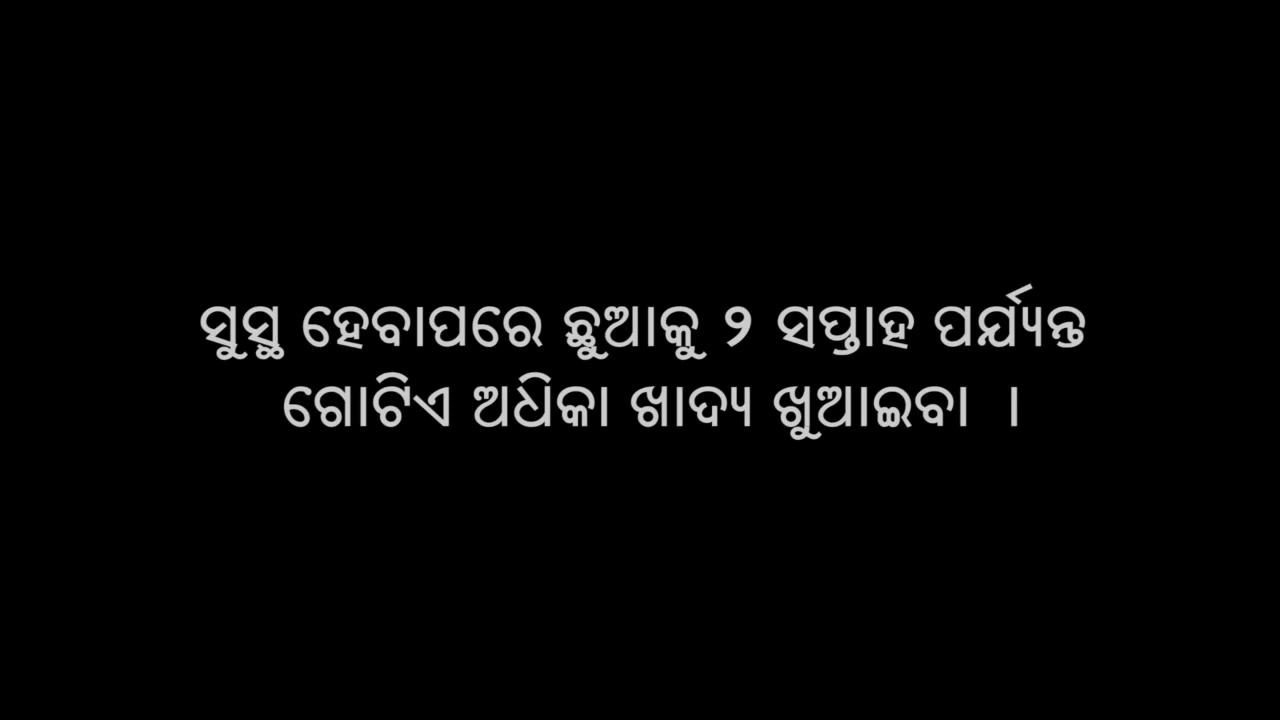 ସୁସ୍ଥ ହେବାପରେ ଛୁଆକୁ ୨ ସପ୍ତାହ ପର୍ଯ୍ୟନ୍ତ
ଗୋଟିଏ ଅଧିକା ଖାଦ୍ୟ ଖୁଆଇବା ।